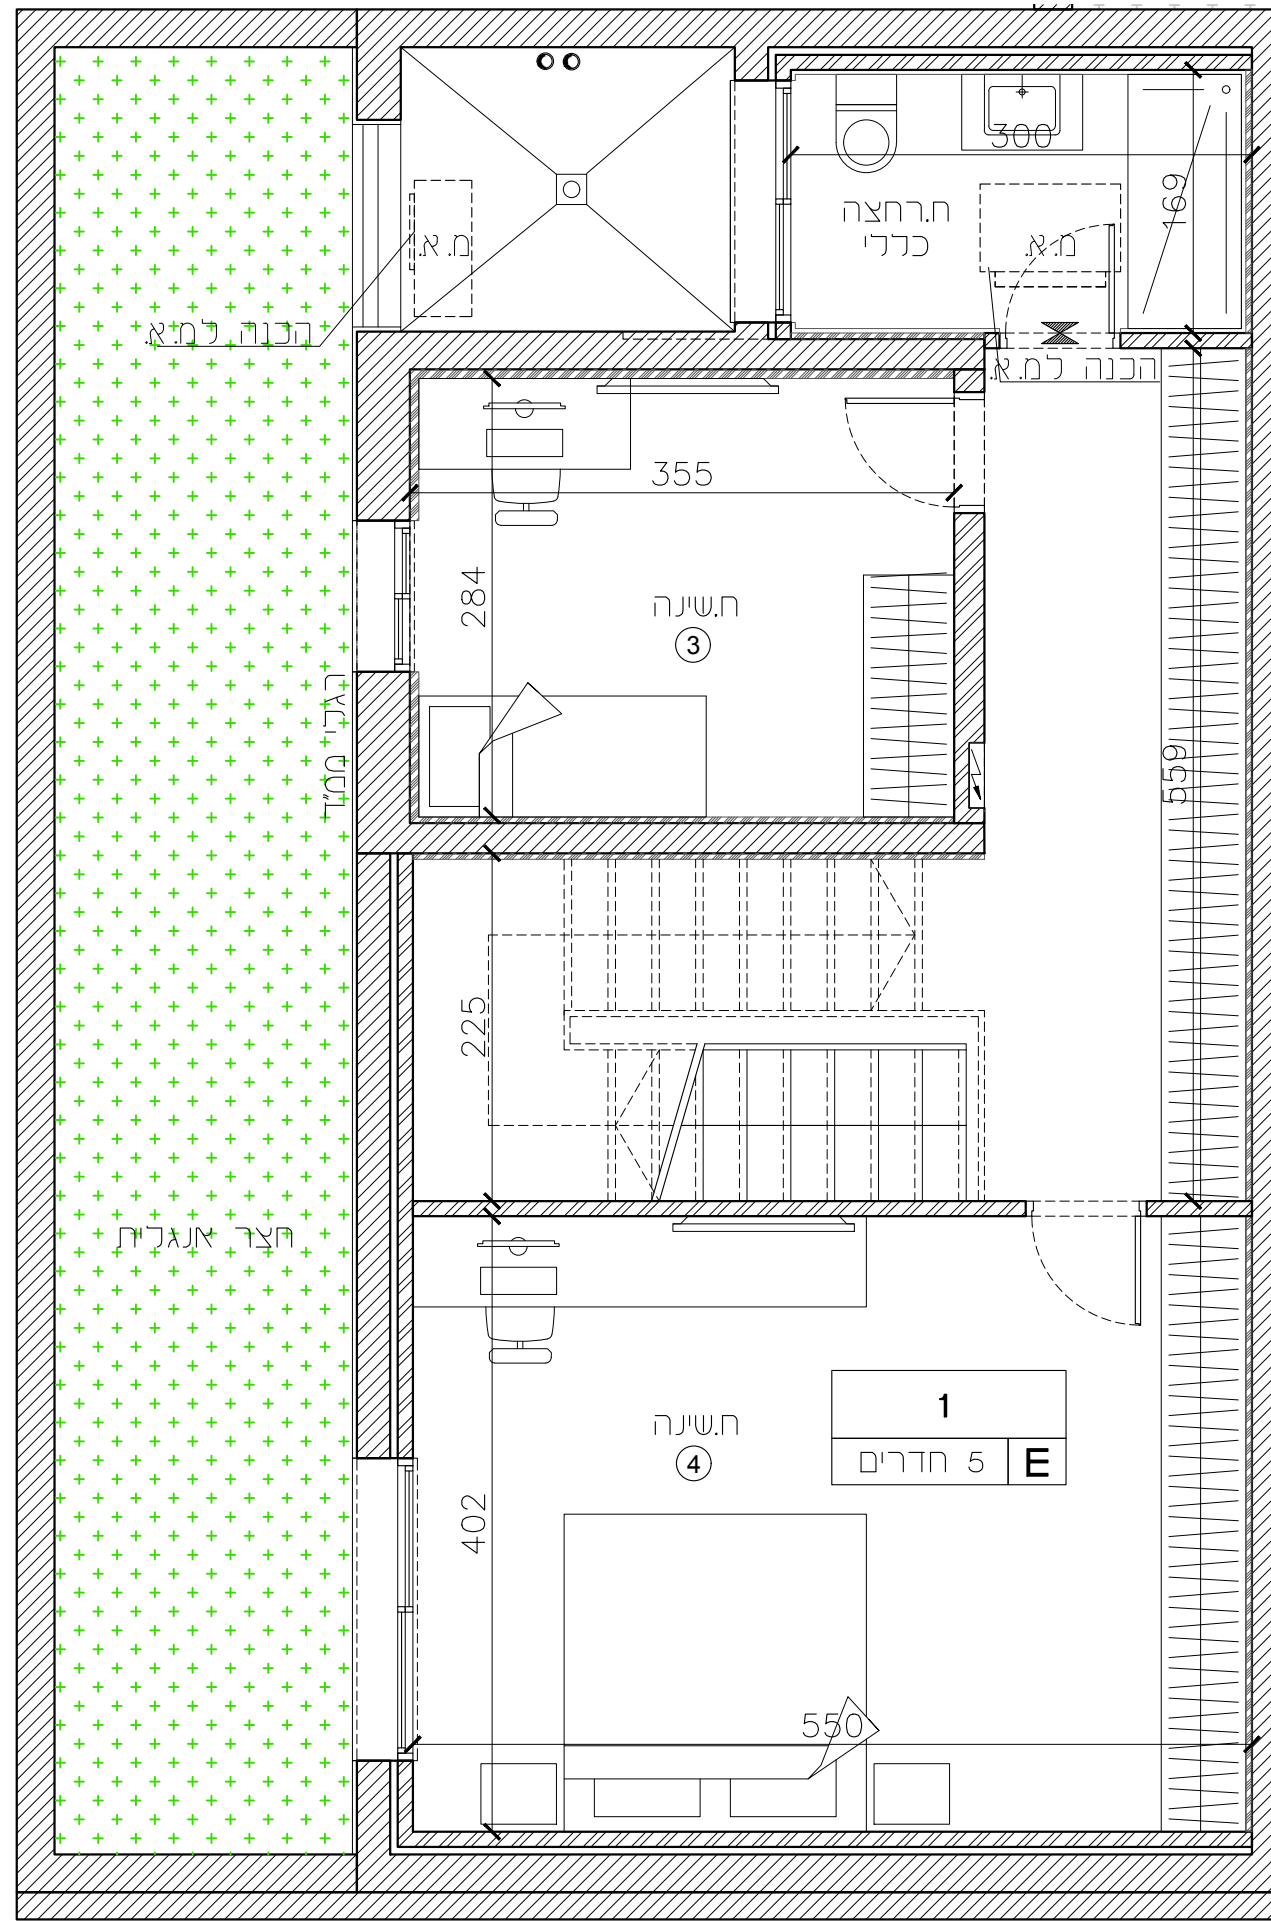 300
169
ח.רחצה
כללי
מ.א.
מ.א.
הכנה למ.א.
הכנה למ.א.
355
284
ח.שינה
3
רגלי ממ"ד
559
225
חצר אנגלית
1
5 חדרים E
ח.שינה
4
402
550